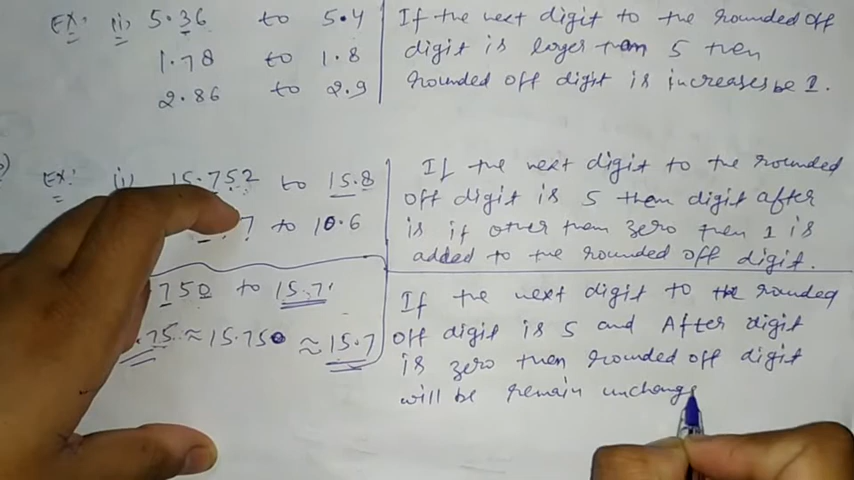 EX: (i) 5.36 to 5.4
1.78 to 1.8
2.86 to 2.9
If the next digit to the rounded off
digit is larger than 5 then
rounded off digit is increases be 1.
EX: (i) 15.752 to 15.8
7 to 10.6
If the next digit to the rounded
off digit is 5 then digit after
is if other than zero then 1 is
added to the rounded off digit.
750 to 15.7
.75 ≈ 15.750 ≈ 15.7
If the next digit to the rounded
off digit is 5 and After digit
is zero then rounded off digit
will be remain unchang